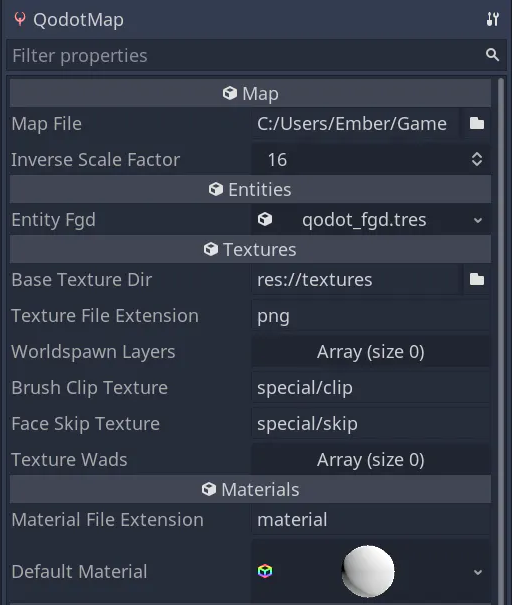 QodotMap
Filter properties
Map
Map File C:/Users/Ember/Game
Inverse Scale Factor 16
Entities
Entity Fgd qodot_fgd.tres
Textures
Base Texture Dir res://textures
Texture File Extension png
Worldspawn Layers Array (size 0)
Brush Clip Texture special/clip
Face Skip Texture special/skip
Texture Wads Array (size 0)
Materials
Material File Extension material
Default Material